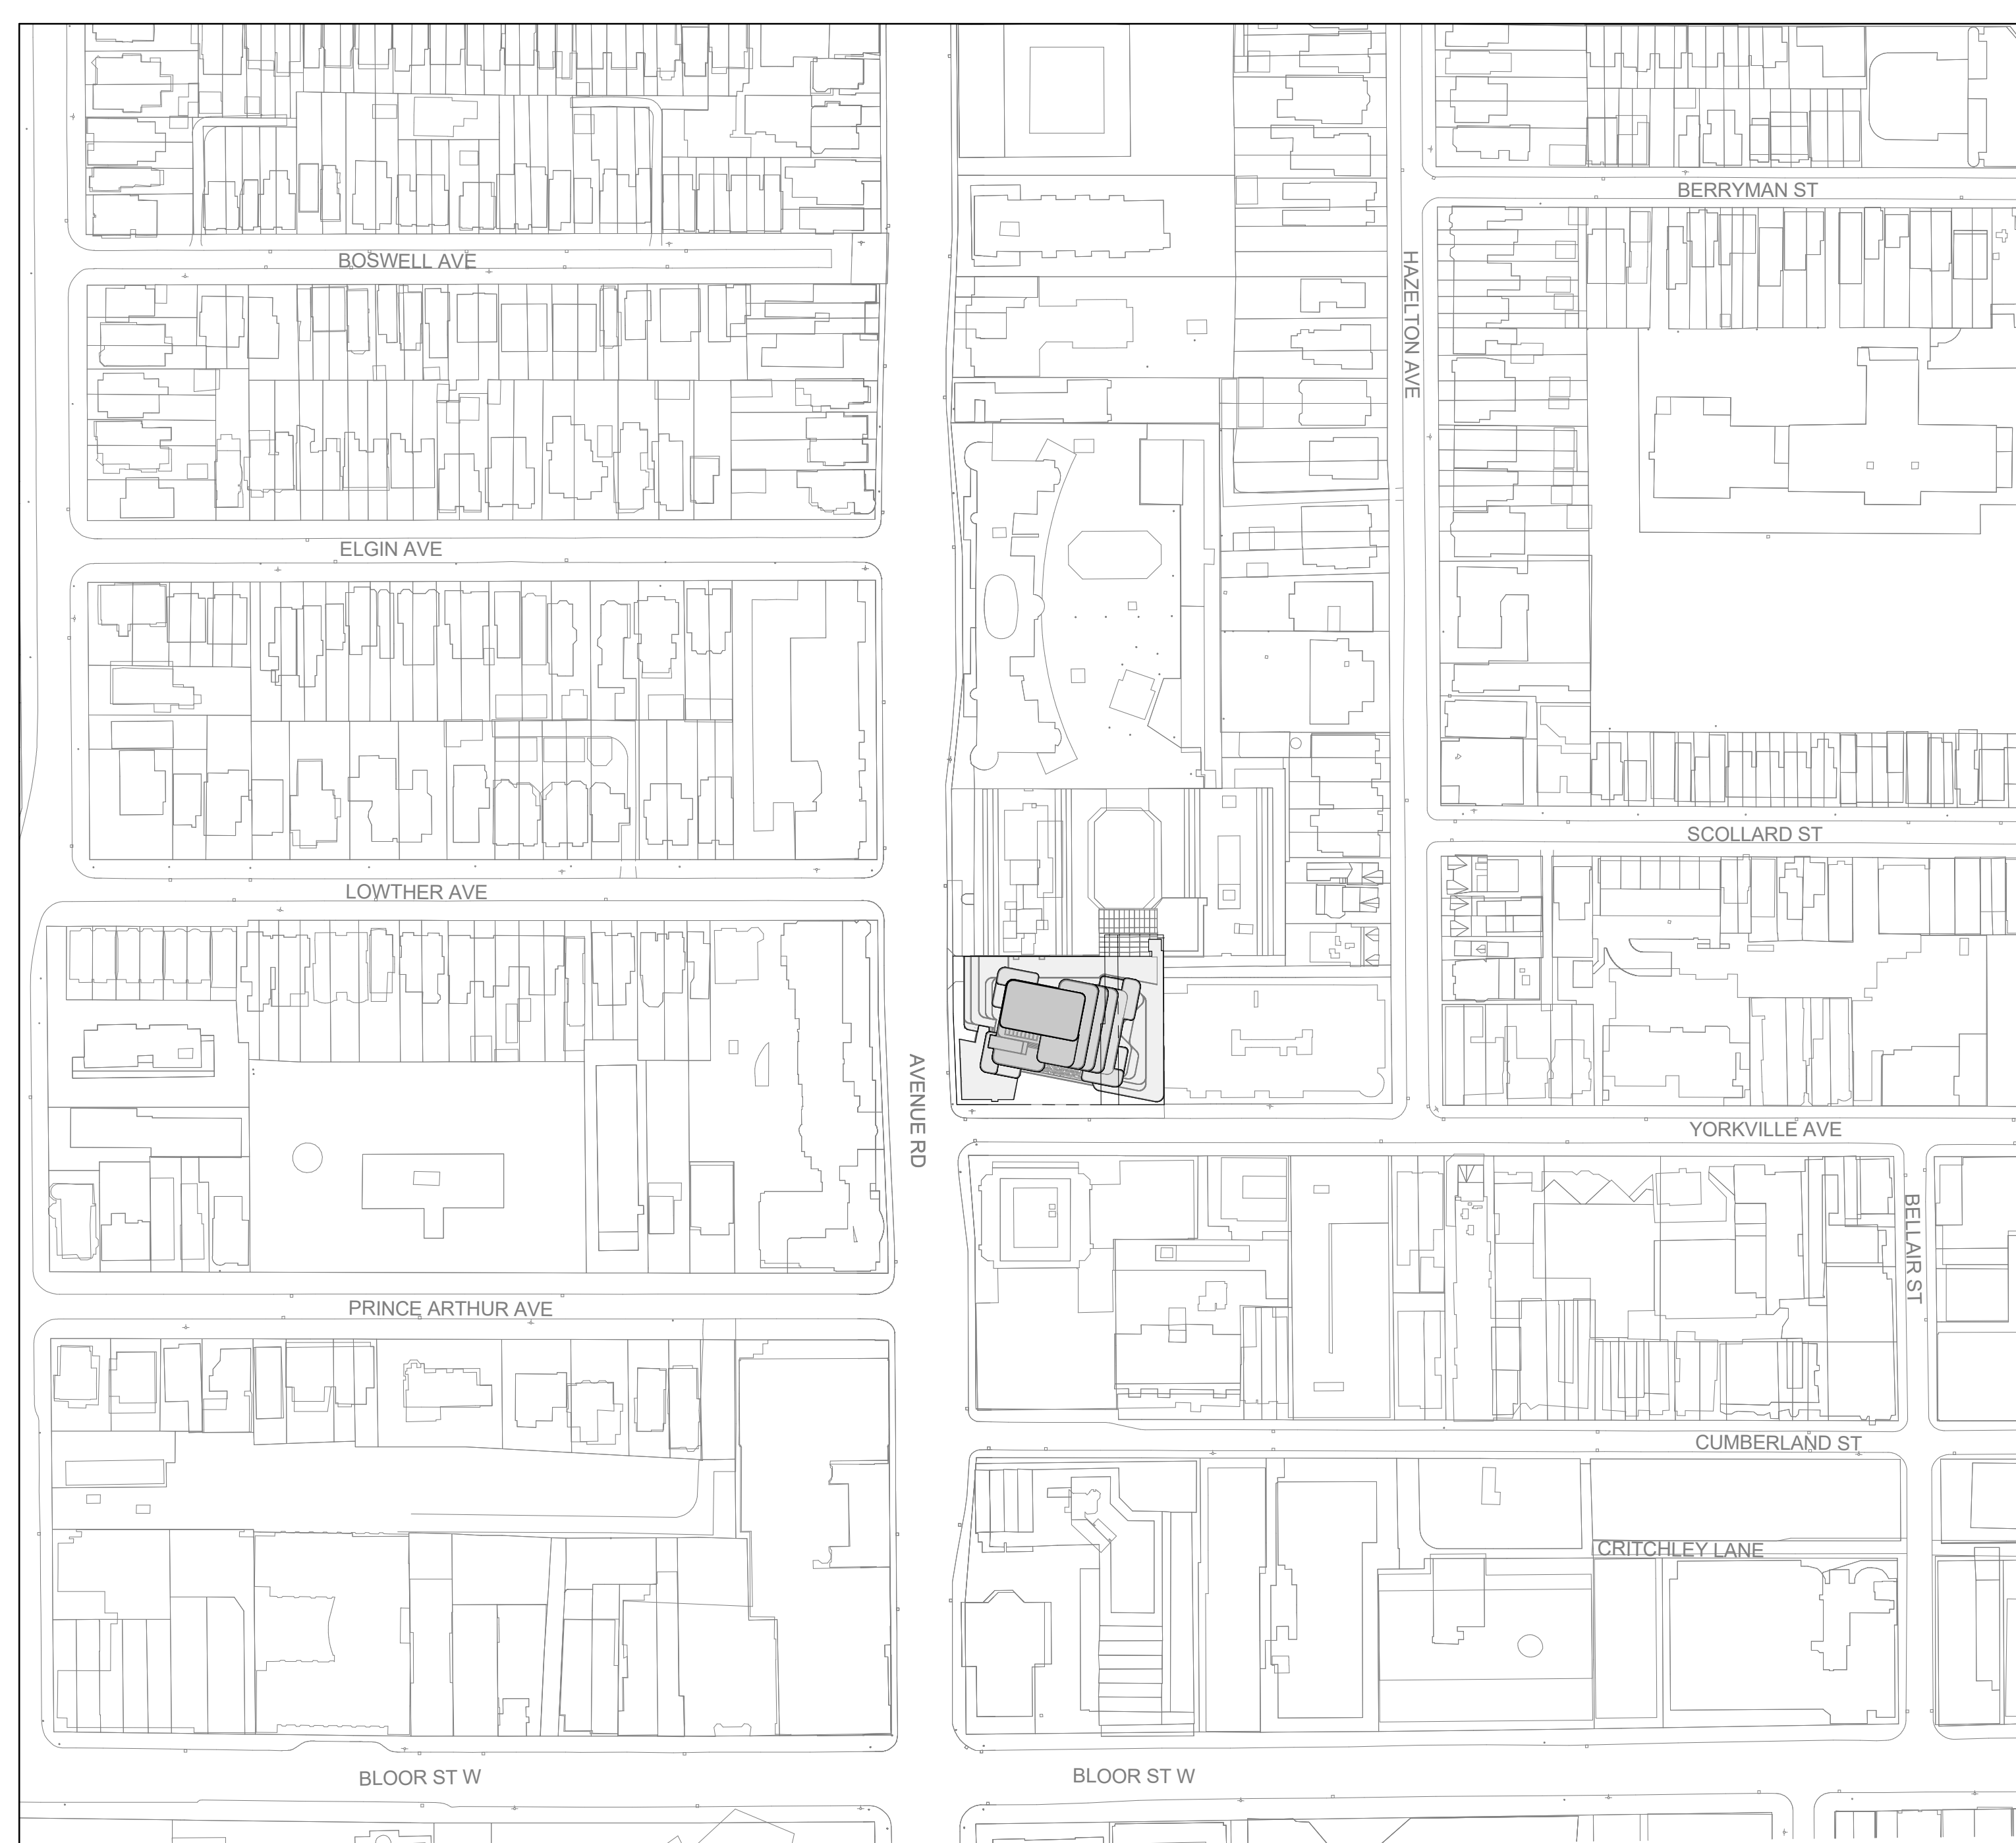 BERRYMAN ST
BOSWELL AVE
HAZELTON AVE
ELGIN AVE
SCOLLARD ST
LOWTHER AVE
AVENUE RD
YORKVILLE AVE
BELLAIR ST
PRINCE ARTHUR AVE
CUMBERLAND ST
CRITCHLEY LANE
BLOOR ST W
BLOOR ST W